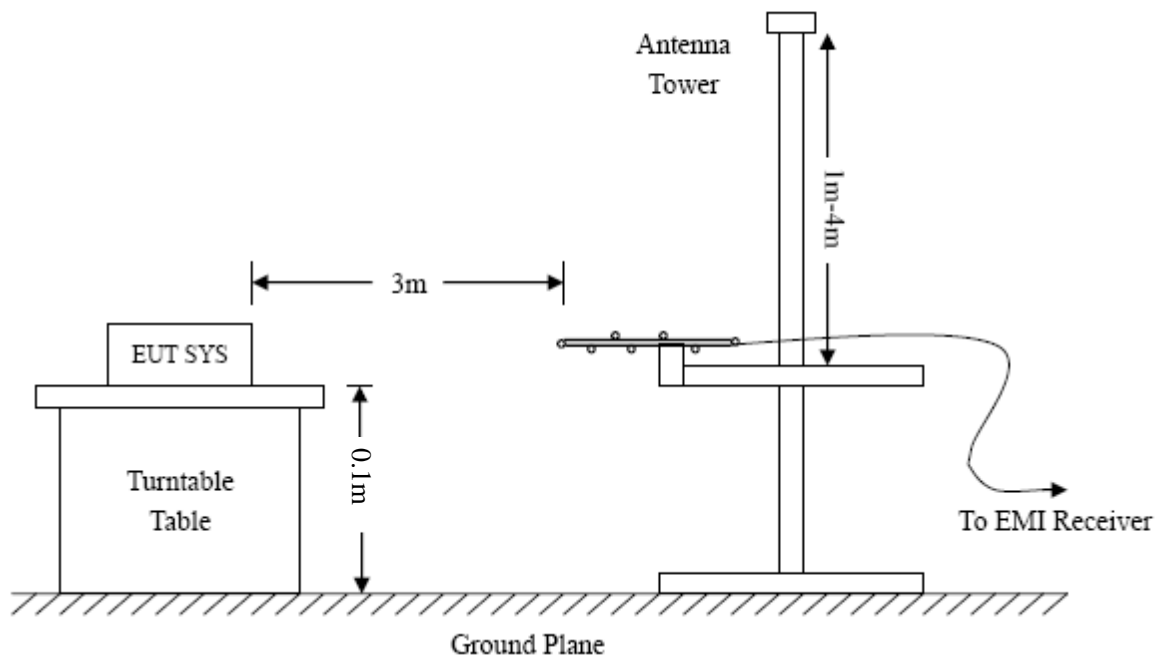 Antenna
Tower
1m-4m
3m
EUT SYS
0.1m
Turntable
Table
To EMI Receiver
Ground Plane